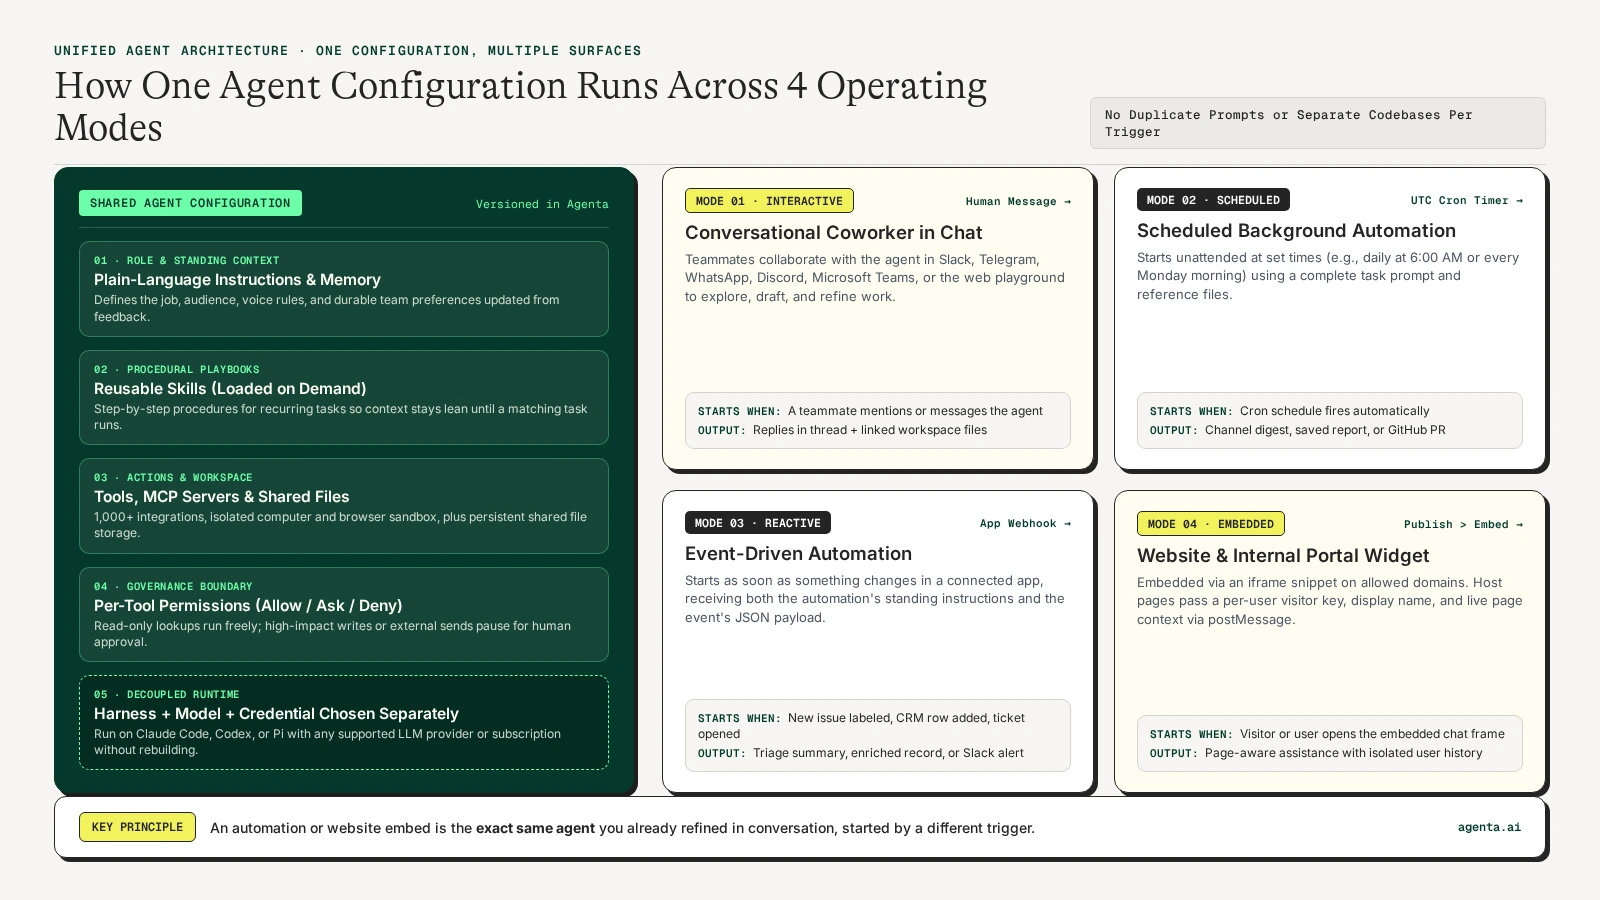 UNIFIED AGENT ARCHITECTURE · ONE CONFIGURATION, MULTIPLE SURFACES
How One Agent Configuration Runs Across 4 Operating
Modes
No Duplicate Prompts or Separate Codebases Per
Trigger
SHARED AGENT CONFIGURATION
Versioned in Agenta
01 · ROLE & STANDING CONTEXT
Plain-Language Instructions & Memory
Defines the job, audience, voice rules, and durable team preferences updated from
feedback.
02 · PROCEDURAL PLAYBOOKS
Reusable Skills (Loaded on Demand)
Step-by-step procedures for recurring tasks so context stays lean until a matching task
runs.
03 · ACTIONS & WORKSPACE
Tools, MCP Servers & Shared Files
1,000+ integrations, isolated computer and browser sandbox, plus persistent shared file
storage.
04 · GOVERNANCE BOUNDARY
Per-Tool Permissions (Allow / Ask / Deny)
Read-only lookups run freely; high-impact writes or external sends pause for human
approval.
05 · DECOUPLED RUNTIME
Harness + Model + Credential Chosen Separately
Run on Claude Code, Codex, or Pi with any supported LLM provider or subscription
without rebuilding.
MODE 01 · INTERACTIVE
Human Message →
Conversational Coworker in Chat
Teammates collaborate with the agent in Slack, Telegram,
WhatsApp, Discord, Microsoft Teams, or the web playground
to explore, draft, and refine work.
STARTS WHEN: A teammate mentions or messages the agent
OUTPUT: Replies in thread + linked workspace files
MODE 02 · SCHEDULED
UTC Cron Timer →
Scheduled Background Automation
Starts unattended at set times (e.g., daily at 6:00 AM or every
Monday morning) using a complete task prompt and
reference files.
STARTS WHEN: Cron schedule fires automatically
OUTPUT: Channel digest, saved report, or GitHub PR
MODE 03 · REACTIVE
App Webhook →
Event-Driven Automation
Starts as soon as something changes in a connected app,
receiving both the automation's standing instructions and the
event's JSON payload.
STARTS WHEN: New issue labeled, CRM row added, ticket
opened
OUTPUT: Triage summary, enriched record, or Slack alert
MODE 04 · EMBEDDED
Publish > Embed →
Website & Internal Portal Widget
Embedded via an iframe snippet on allowed domains. Host
pages pass a per-user visitor key, display name, and live page
context via postMessage.
STARTS WHEN: Visitor or user opens the embedded chat frame
OUTPUT: Page-aware assistance with isolated user history
KEY PRINCIPLE
An automation or website embed is the exact same agent you already refined in conversation, started by a different trigger.
agenta.ai